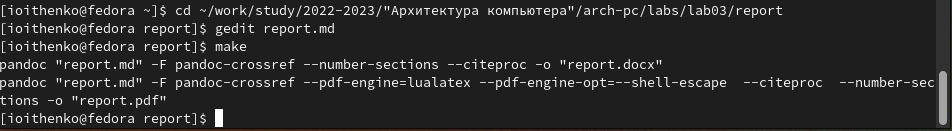 [ioithenko@fedora ~]$ cd ~/work/study/2022-2023/"Архитектура компьютера"/arch-pc/labs/lab03/report
[ioithenko@fedora report]$ gedit report.md
[ioithenko@fedora report]$ make
pandoc "report.md" -F pandoc-crossref --number-sections --citeproc -o "report.docx"
pandoc "report.md" -F pandoc-crossref --pdf-engine=lualatex --pdf-engine-opt=--shell-escape  --citeproc  --number-sec
tions -o "report.pdf"
[ioithenko@fedora report]$